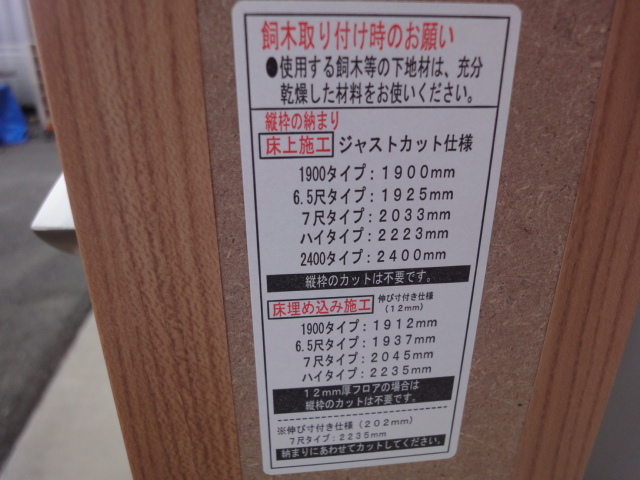 飼木取り付け時のお願い
●使用する飼木等の下地材は、充分
乾燥した材料をお使いください。
縦枠の納まり
床上施工 ジャストカット仕様
1900タイプ：1900mm
6.5尺タイプ：1925mm
7尺タイプ：2033mm
ハイタイプ：2223mm
2400タイプ：2400mm
縦枠のカットは不要です。
床埋め込み施工 伸び寸付き仕様
(12mm)
1900タイプ：1912mm
6.5尺タイプ：1937mm
7尺タイプ：2045mm
ハイタイプ：2235mm
12mm厚フロアの場合は
縦枠のカットは不要です。
※伸び寸付き仕様（202mm）
7尺タイプ：2235mm
納まりにあわせてカットしてください。